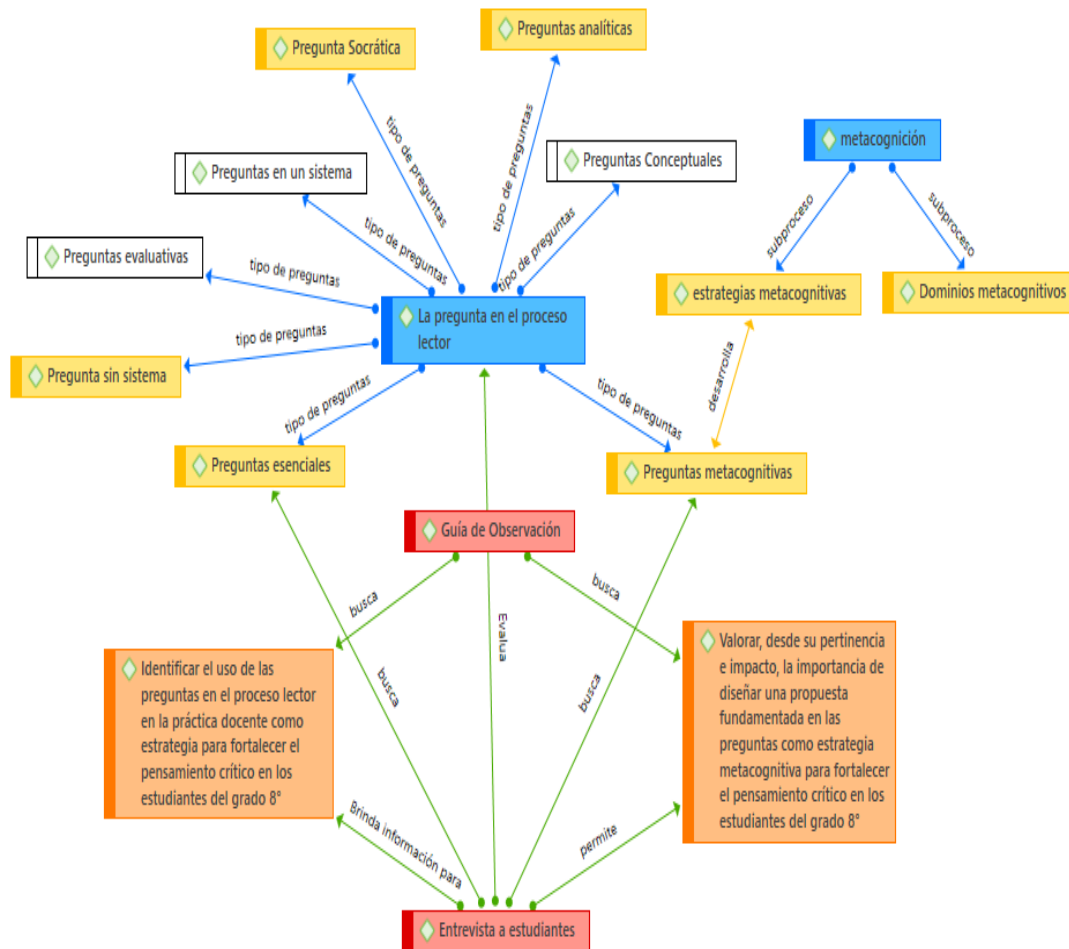 Preguntas analíticas
Pregunta Socrática
tipo de preguntas
tipo de preguntas
metacognición
Preguntas Conceptuales
Preguntas en un sistema
tipo de preguntas
tipo de preguntas
subproceso
subproceso
Preguntas evaluativas
tipo de preguntas
estrategias metacognitivas
Dominios metacognitivos
La pregunta en el proceso
lector
tipo de preguntas
Pregunta sin sistema
desarrolla
tipo de preguntas
tipo de preguntas
Preguntas esenciales
Preguntas metacognitivas
Guía de Observación
busca
busca
Evalua
Identificar el uso de las
preguntas en el proceso lector
en la práctica docente como
estrategia para fortalecer el
pensamiento crítico en los
estudiantes del grado 8°
busca
busca
Valorar, desde su pertinencia
e impacto, la importancia de
diseñar una propuesta
fundamentada en las
preguntas como estrategia
metacognitiva para fortalecer
el pensamiento crítico en los
estudiantes del grado 8°
Brinda información para
permite
Entrevista a estudiantes